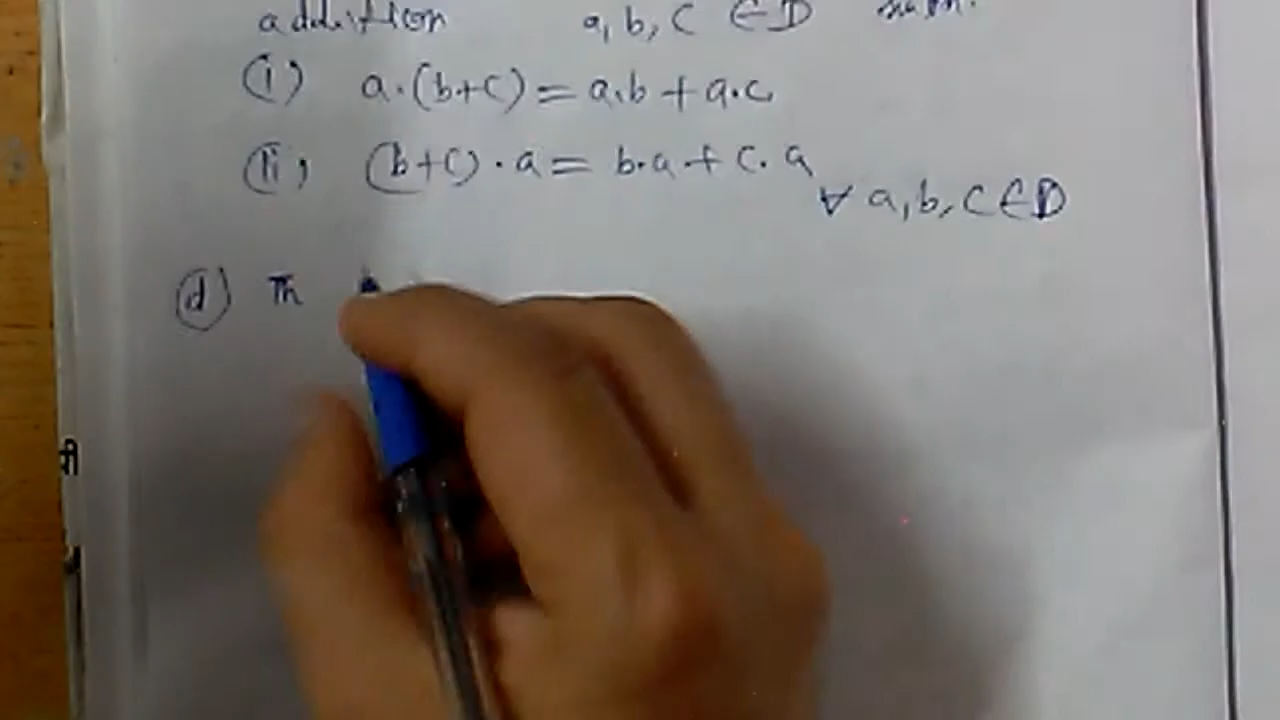 addition a, b, c ∈ D
(i) a.(b+c) = a.b + a.c
(ii) (b+c).a = b.a + c.a
∀ a, b, c ∈ D
(d) Th